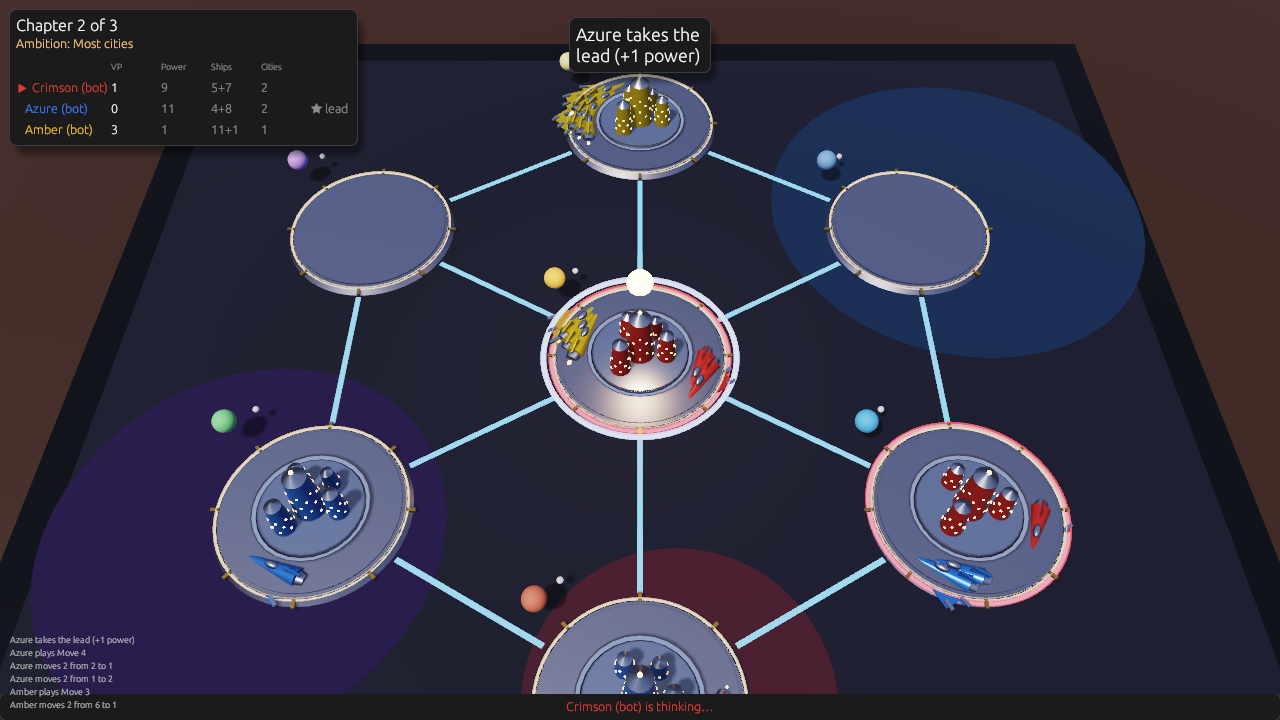 Chapter 2 of 3
Ambition: Most cities
VP Power Ships Cities
▶ Crimson (bot) 1 9 5+7 2
Azure (bot) 0 11 4+8 2 ★ lead
Amber (bot) 3 1 11+1 1
Azure takes the
lead (+1 power)
Azure takes the lead (+1 power)
Azure plays Move 4
Azure moves 2 from 2 to 1
Azure moves 2 from 1 to 2
Amber plays Move 3
Amber moves 2 from 6 to 1
Crimson (bot) is thinking…